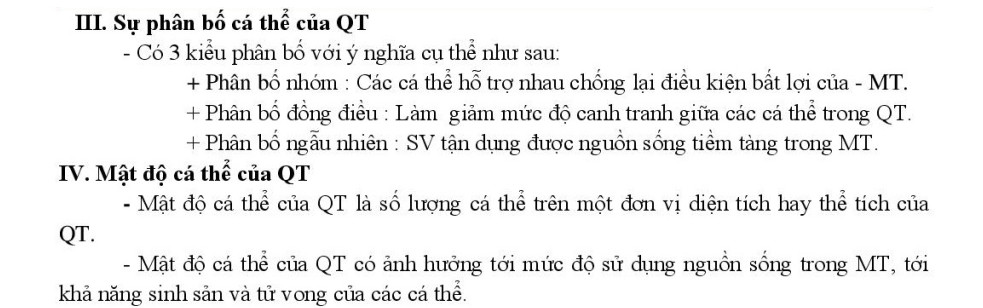 III. Sự phân bố cá thể của QT
- Có 3 kiểu phân bố với ý nghĩa cụ thể như sau:
+ Phân bố nhóm : Các cá thể hỗ trợ nhau chống lại điều kiện bất lợi của - MT.
+ Phân bố đồng điều : Làm giảm mức độ canh tranh giữa các cá thể trong QT.
+ Phân bố ngẫu nhiên : SV tận dụng được nguồn sống tiềm tàng trong MT.
IV. Mật độ cá thể của QT
- Mật độ cá thể của QT là số lượng cá thể trên một đơn vị diện tích hay thể tích của
QT.
- Mật độ cá thể của QT có ảnh hưởng tới mức độ sử dụng nguồn sống trong MT, tới
khả năng sinh sản và tử vong của các cá thể.